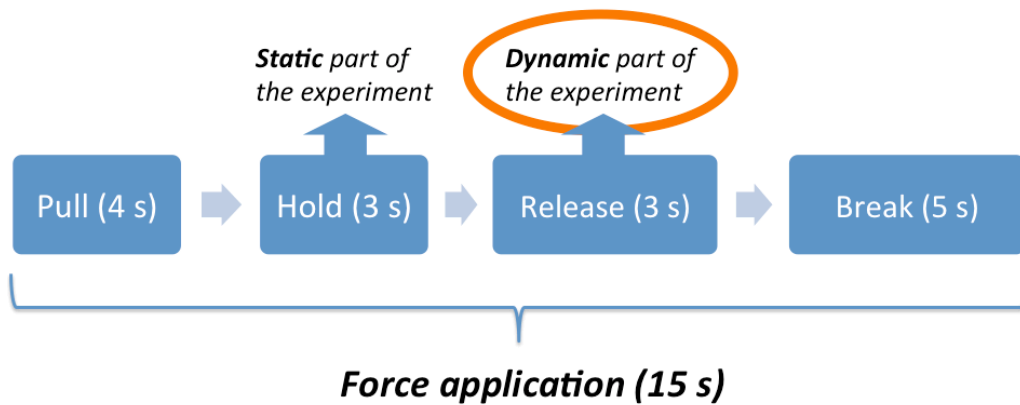 Static part of
the experiment
Dynamic part of
the experiment
Pull (4 s)
Hold (3 s)
Release (3 s)
Break (5 s)
Force application (15 s)